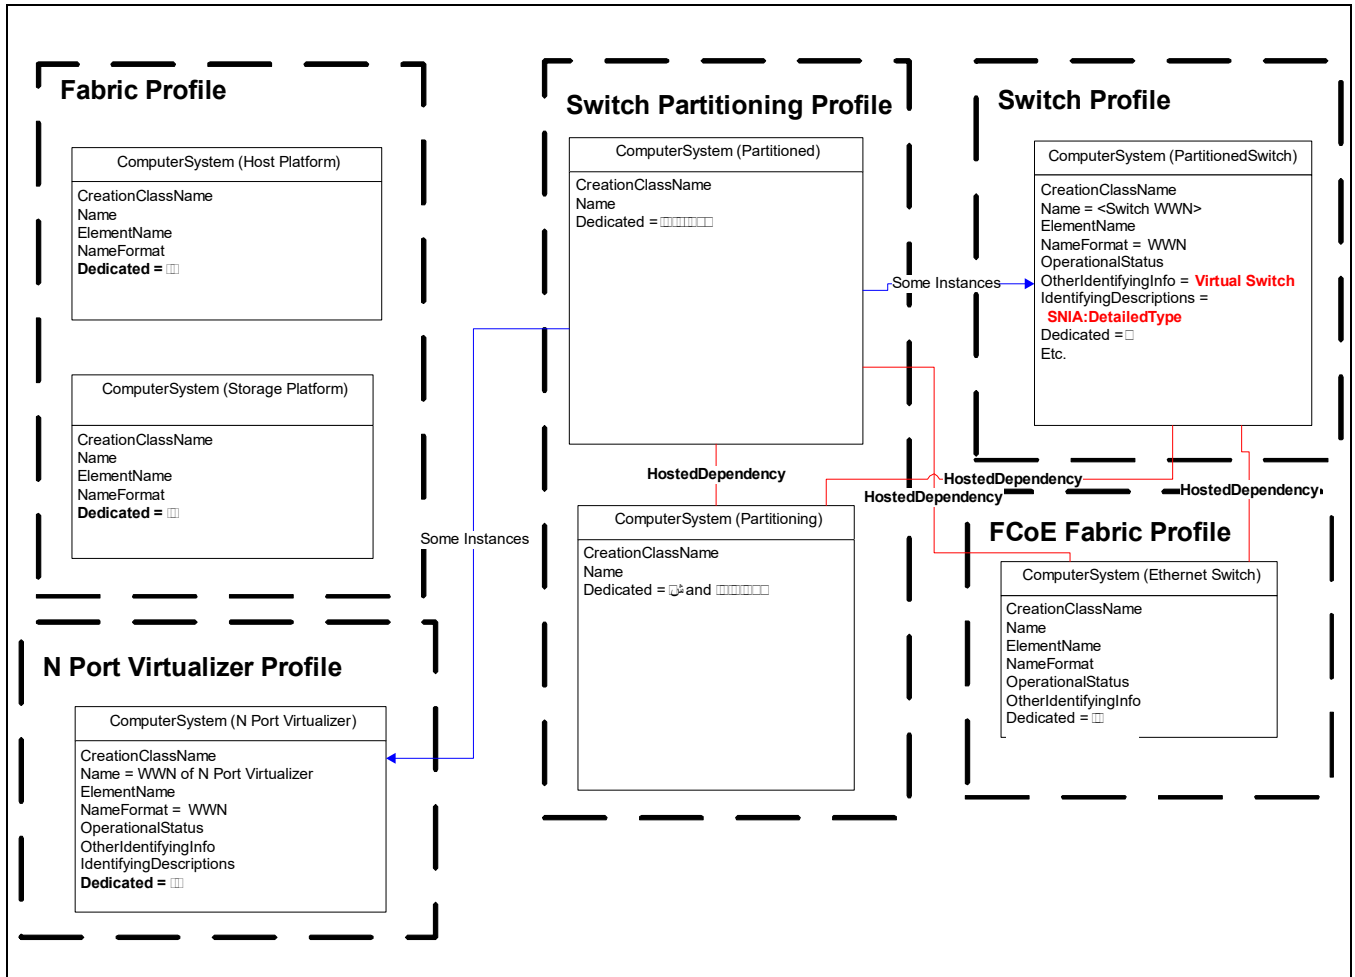 Fabric Profile
ComputerSystem (Host Platform)
CreationClassName
Name
ElementName
NameFormat
Dedicated =
ComputerSystem (Storage Platform)
CreationClassName
Name
ElementName
NameFormat
Dedicated =
N Port Virtualizer Profile
ComputerSystem (N Port Virtualizer)
CreationClassName
Name = WWN of N Port Virtualizer
ElementName
NameFormat = WWN
OperationalStatus
OtherIdentifyingInfo
IdentifyingDescriptions
Dedicated =
Some Instances
Switch Partitioning Profile
ComputerSystem (Partitioned)
CreationClassName
Name
Dedicated =
HostedDependency
ComputerSystem (Partitioning)
CreationClassName
Name
Dedicated = and
Some Instances
HostedDependency
HostedDependency
HostedDependency
Switch Profile
ComputerSystem (PartitionedSwitch)
CreationClassName
Name = <Switch WWN>
ElementName
NameFormat = WWN
OperationalStatus
OtherIdentifyingInfo = Virtual Switch
IdentifyingDescriptions =
SNIA:DetailedType
Dedicated =
Etc.
FCoE Fabric Profile
ComputerSystem (Ethernet Switch)
CreationClassName
Name
ElementName
NameFormat
OperationalStatus
OtherIdentifyingInfo
Dedicated =